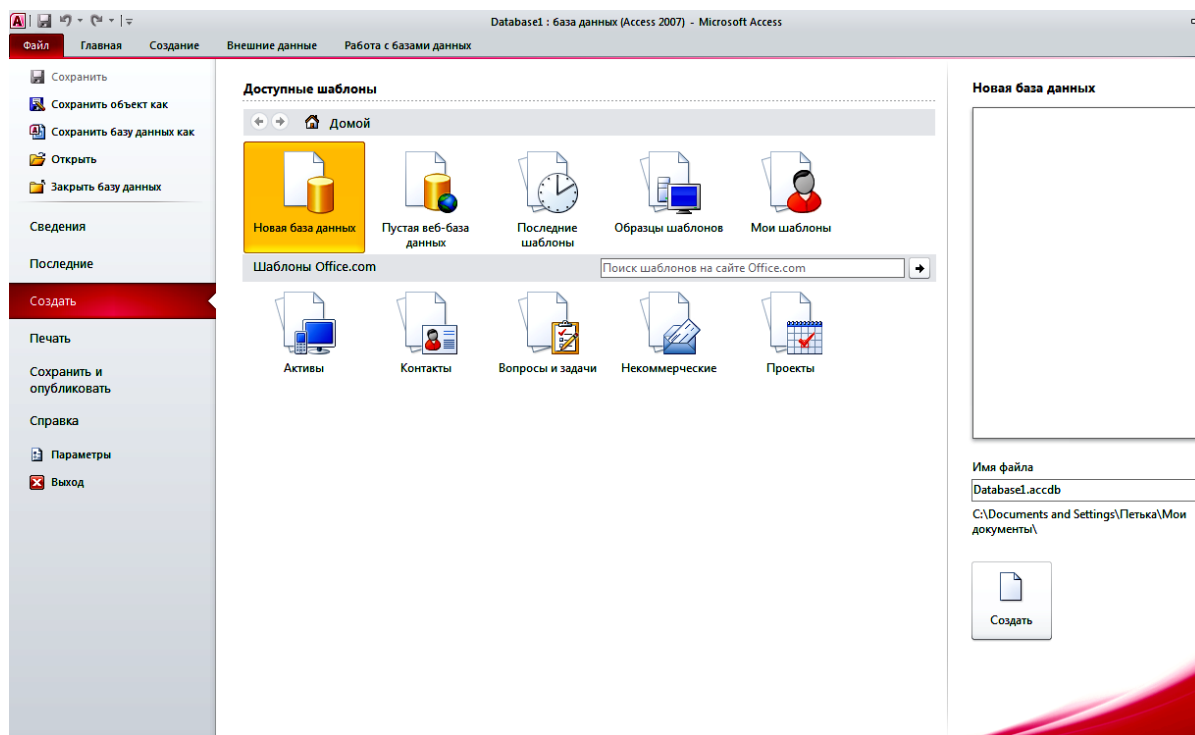 Database1 : база данных (Access 2007) - Microsoft Access
Файл Главная Создание Внешние данные Работа с базами данных
Сохранить
Сохранить объект как
Сохранить базу данных как
Открыть
Закрыть базу данных
Сведения
Последние
Создать
Печать
Сохранить и
опубликовать
Справка
Параметры
Выход
Доступные шаблоны
Домой
Новая база данных
Пустая веб-база
данных
Последние
шаблоны
Образцы шаблонов
Мои шаблоны
Шаблоны Office.com
Поиск шаблонов на сайте Office.com
Активы
Контакты
Вопросы и задачи
Некоммерческие
Проекты
Новая база данных
Имя файла
Database1.accdb
C:\Documents and Settings\Петька\Мои
документы\
Создать